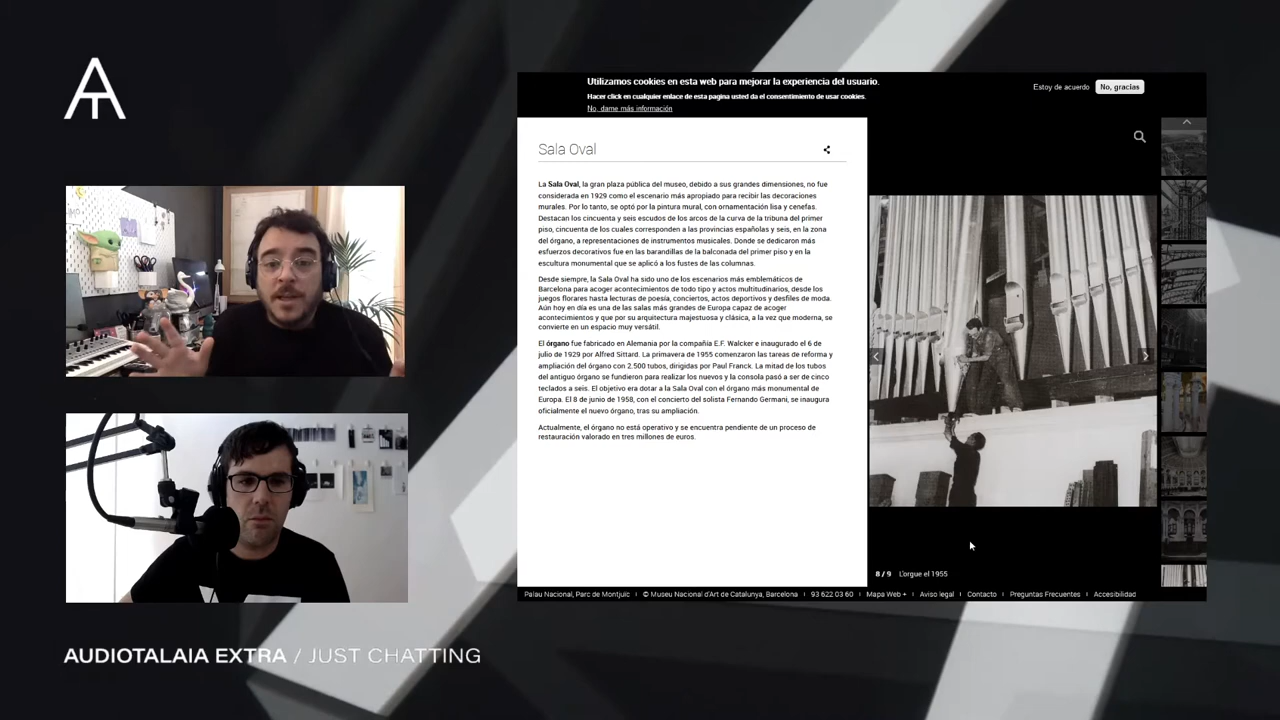 AT
Utilizamos cookies en esta web para mejorar la experiencia del usuario.
Hacer click en cualquier enlace de esta pagina usted da el consentimiento de usar cookies.
No, darme más información
Estoy de acuerdo
No, gracias
Sala Oval
La Sala Oval, la gran plaza pública del museo, debido a sus grandes dimensiones, no fue
considerada en 1929 como el escenario más apropiado para recibir las decoraciones
murales. Por lo tanto, se optó por la pintura mural, con ornamentación lisa y cenefas.
Destacan los cincuenta y seis escudos de los arcos de la curva de la tribuna del primer
piso, cincuenta de los cuales corresponden a las provincias españolas y seis, en la zona
del órgano, a representaciones de instrumentos musicales. Donde se dedicaron más
esfuerzos decorativos fue en las barandillas de la balconada del primer piso y en la
escultura monumental que se aplicó a los fustes de las columnas.
Desde siempre, la Sala Oval ha sido uno de los escenarios más emblemáticos de
Barcelona para acoger acontecimientos de todo tipo y actos multitudinarios, desde los
juegos florares hasta lecturas de poesía, conciertos, actos deportivos y desfiles de moda.
Aún hoy en día es una de las salas más grandes de Europa capaz de acoger
acontecimientos y que por su arquitectura majestuosa y clásica, a la vez que moderna, se
convierte en un espacio muy versátil.
El órgano fue fabricado en Alemania por la compañia E.F. Walcker e inaugurado el 6 de
julio de 1929 por Alfred Sittard. La primavera de 1955 comenzaron las tareas de reforma y
ampliación del órgano con 2.500 tubos, dirigidas por Paul Franck. La mitad de los tubos
del antiguo órgano se fundieron para realizar los nuevos y la consola pasó a ser de cinco
teclados a seis. El objetivo era dotar a la Sala Oval con el órgano más monumental de
Europa. El 8 de junio de 1958, con el concierto del solista Fernando Germani, se inaugura
oficialmente el nuevo órgano, tras su ampliación.
Actualmente, el órgano no está operativo y se encuentra pendiente de un proceso de
restauración valorado en tres millones de euros.
8 / 9 L'orgue el 1955
Palau Nacional, Parc de Montjuïc | © Museu Nacional d'Art de Catalunya, Barcelona | 93 622 03 60 | Mapa Web + | Aviso legal | Contacto | Preguntas Frecuentes | Accesibilidad
AUDIOTALAIA EXTRA / JUST CHATTING